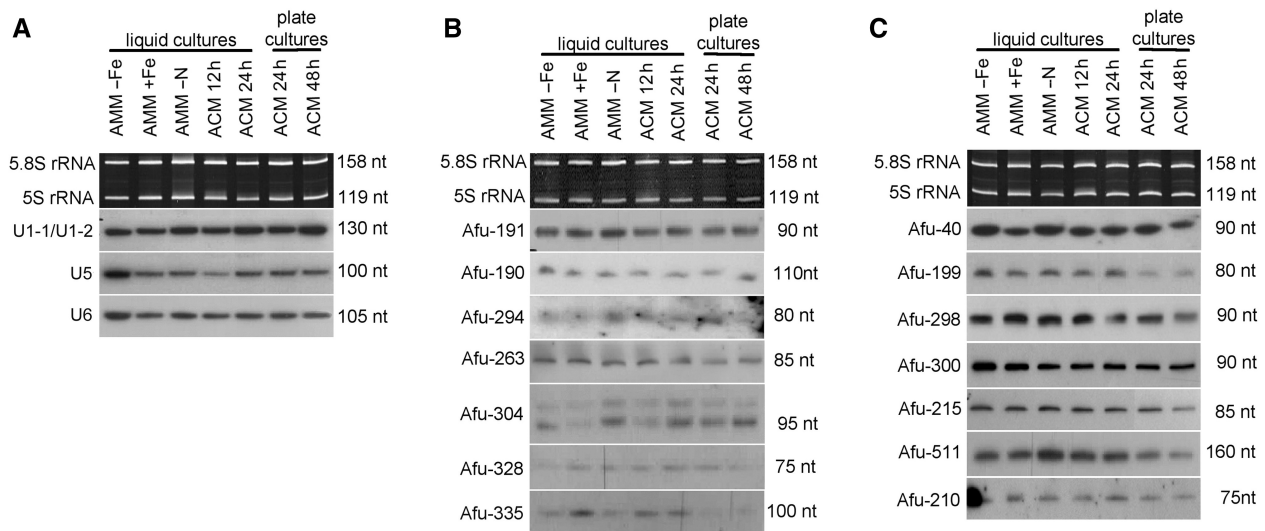 A
liquid cultures
plate
cultures
AMM –Fe
AMM +Fe
AMM –N
ACM 12h
ACM 24h
ACM 24h
ACM 48h
5.8S rRNA 158 nt
5S rRNA 119 nt
U1-1/U1-2 130 nt
U5 100 nt
U6 105 nt
B
liquid cultures
plate
cultures
AMM –Fe
AMM +Fe
AMM –N
ACM 12h
ACM 24h
ACM 24h
ACM 48h
5.8S rRNA 158 nt
5S rRNA 119 nt
Afu-191 90 nt
Afu-190 110nt
Afu-294 80 nt
Afu-263 85 nt
Afu-304 95 nt
Afu-328 75 nt
Afu-335 100 nt
C
liquid cultures
plate
cultures
AMM –Fe
AMM +Fe
AMM –N
ACM 12h
ACM 24h
ACM 24h
ACM 48h
5.8S rRNA 158 nt
5S rRNA 119 nt
Afu-40 90 nt
Afu-199 80 nt
Afu-298 90 nt
Afu-300 90 nt
Afu-215 85 nt
Afu-511 160 nt
Afu-210 75nt